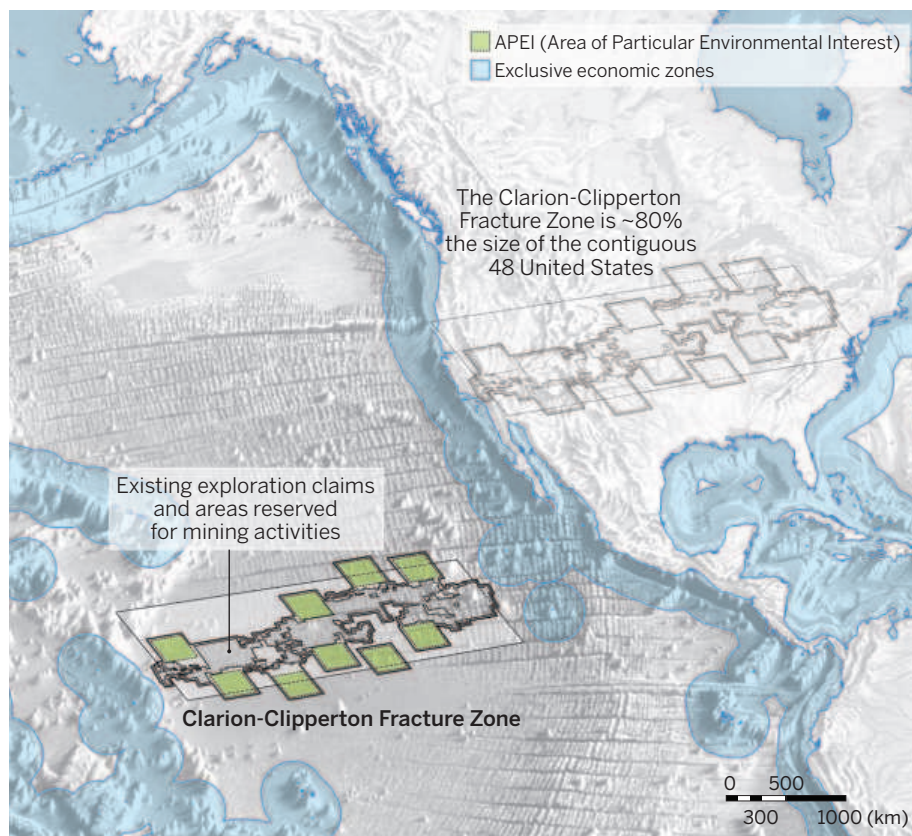 APEI (Area of Particular Environmental Interest)
Exclusive economic zones
The Clarion-Clipperton
Fracture Zone is ~80%
the size of the contiguous
48 United States
Existing exploration claims
and areas reserved
for mining activities
Clarion-Clipperton Fracture Zone
0 500
300 1000 (km)